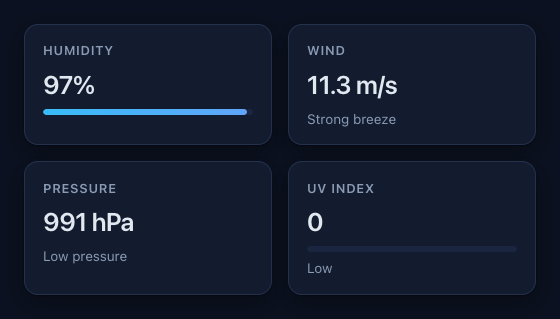 HUMIDITY
97%
WIND
11.3 m/s
Strong breeze
PRESSURE
991 hPa
Low pressure
UV INDEX
0
Low